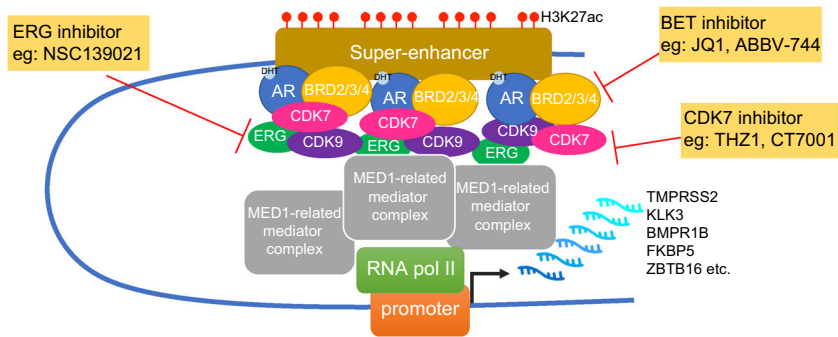 ERG inhibitor
eg: NSC139021
H3K27ac
BET inhibitor
eg: JQ1, ABBV-744
Super-enhancer
DHT
AR
BRD2/3/4
DHT
AR
BRD2/3/4
DHT
AR
BRD2/3/4
CDK7
CDK7
CDK9
CDK7
ERG
CDK9
ERG
CDK9
ERG
CDK7 inhibitor
eg: THZ1, CT7001
MED1-related
mediator
complex
MED1-related
mediator
complex
MED1-related
mediator
complex
TMPRSS2
KLK3
BMPR1B
FKBP5
ZBTB16 etc.
RNA pol II
promoter